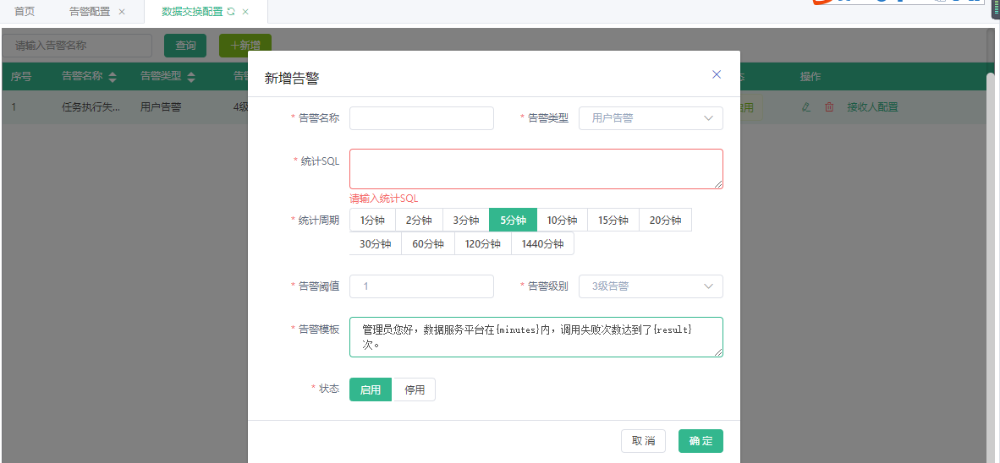 首页 告警配置 数据交换配置
请输入告警名称 查询 +新增
序号 告警名称 告警类型 操作
1 任务执行失... 用户告警 4级 接收人配置
新增告警
* 告警名称 * 告警类型 用户告警
* 统计SQL
请输入统计SQL
* 统计周期 1分钟 2分钟 3分钟 5分钟 10分钟 15分钟 20分钟
30分钟 60分钟 120分钟 1440分钟
* 告警阈值 1 * 告警级别 3级告警
* 告警模板 管理员您好，数据服务平台在{minutes}内，调用失败次数达到了{result}
次。
* 状态 启用 停用
取消 确定